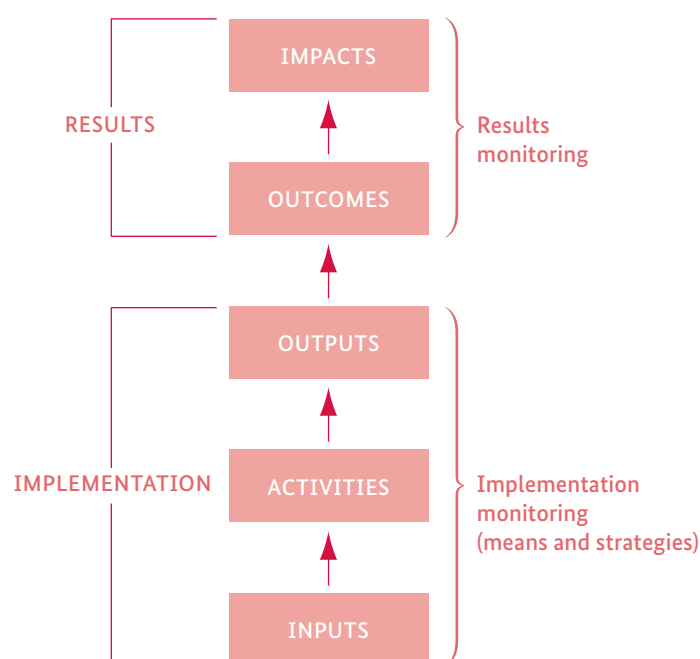 IMPACTS
RESULTS
Results
monitoring
OUTCOMES
OUTPUTS
IMPLEMENTATION
ACTIVITIES
Implementation
monitoring
(means and strategies)
INPUTS